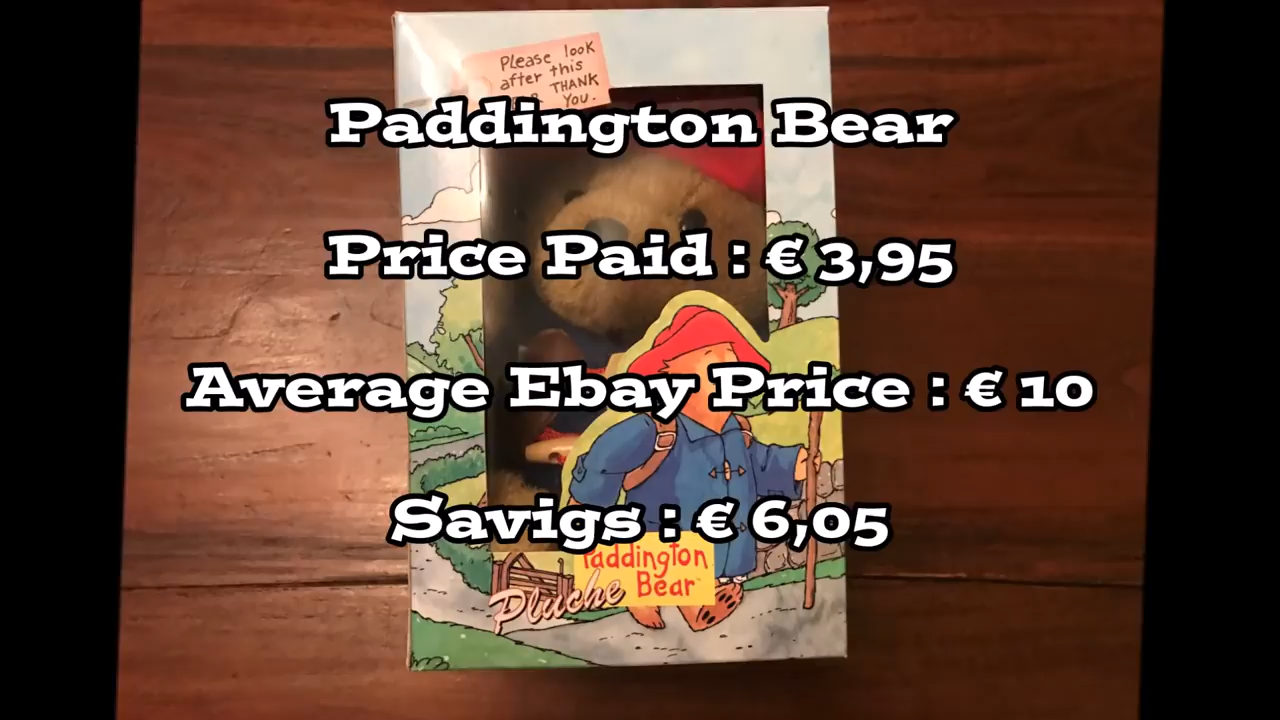 Please look
after this
THANK
YOU.
Paddington Bear
Price Paid : € 3,95
Average Ebay Price : € 10
Savigs : € 6,05
Paddington
Bear
Pluche